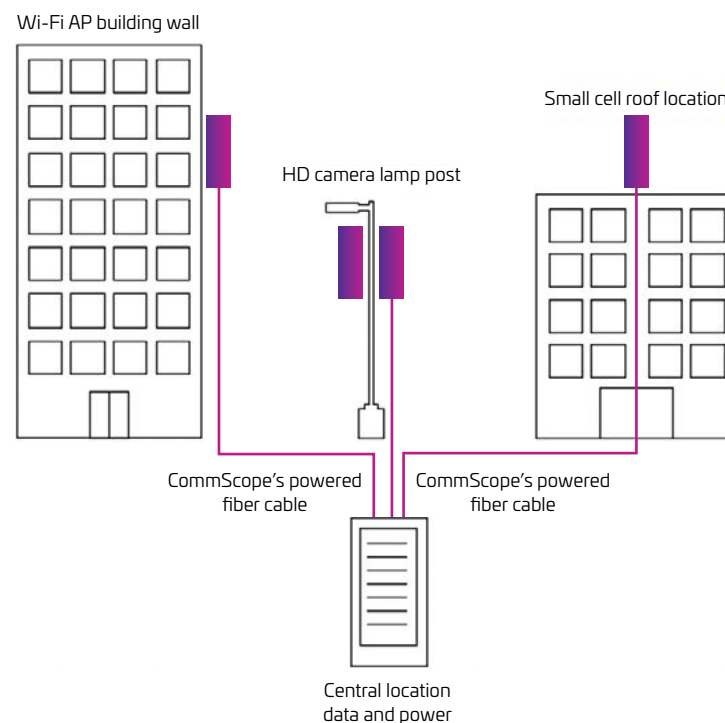 Wi-Fi AP building wall
Small cell roof location
HD camera lamp post
CommScope’s powered
fiber cable
CommScope’s powered
fiber cable
Central location
data and power